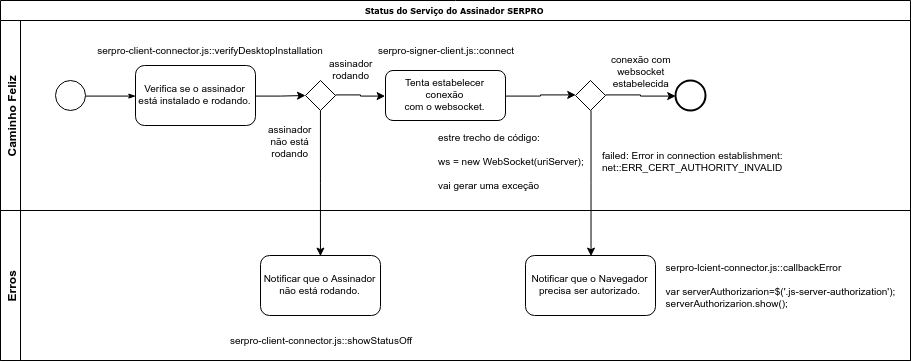 Status do Serviço do Assinador SERPRO
Caminho Feliz
serpro-client-connector.js::verifyDesktopInstallation
Verifica se o assinador
está instalado e rodando.
assinador
rodando
assinador
não está
rodando
serpro-signer-client.js::connect
Tenta estabelecer
conexão
com o websocket.
estre trecho de código:
ws = new WebSocket(uriServer);
vai gerar uma exceção
conexão com
websocket
estabelecida
failed: Error in connection establishment:
net::ERR_CERT_AUTHORITY_INVALID
Erros
Notificar que o Assinador
não está rodando.
serpro-client-connector.js::showStatusOff
Notificar que o Navegador
precisa ser autorizado.
serpro-lcient-connector.js::callbackError
var serverAuthorizarion=$('.js-server-authorization');
serverAuthorizarion.show();